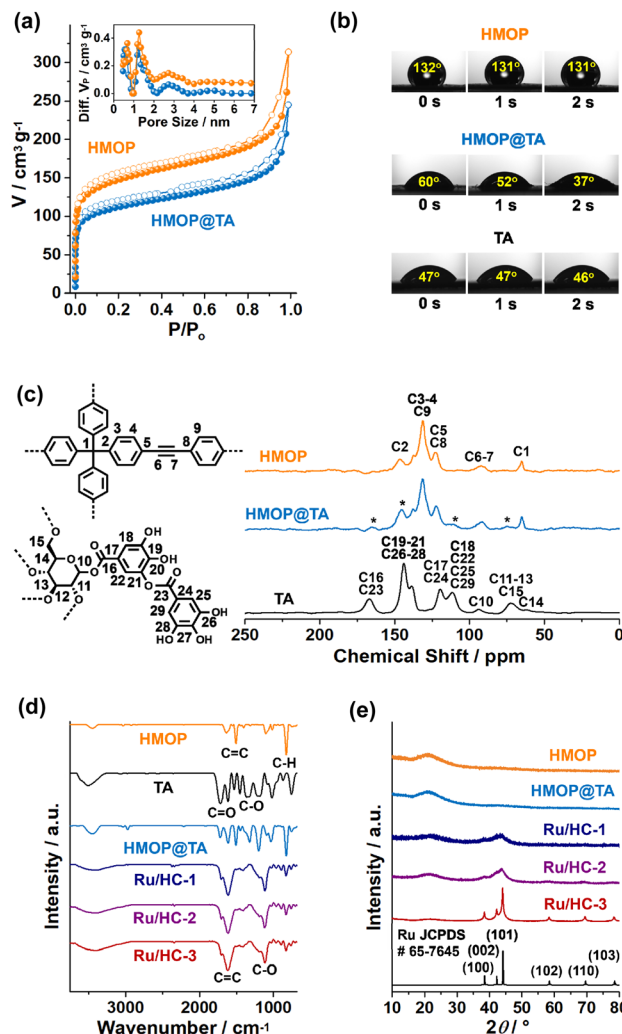 (a)
Diff. Vₚ / cm³ g⁻¹
0.4
0.2
0.0
0 1 2 3 4 5 6 7
Pore Size / nm
V / cm³ g⁻¹
300
250
200
150
100
50
0
HMOP
HMOP@TA
0.0 0.2 0.4 0.6 0.8 1.0
P/Pₒ
(b)
HMOP
132° 131° 131°
0 s 1 s 2 s
HMOP@TA
60° 52° 37°
0 s 1 s 2 s
TA
47° 47° 46°
0 s 1 s 2 s
(c)
1 2 3 4 5 6 7 8 9
15 O
14 O 10 O O
13 12 11
O O O
16 17 18 19 20 21 22
OH
OH
O O
23 24 25 26 27 28 29
OH
OH
HO
HMOP
C2
C3-4
C9
C5
C8
C6-7
C1
HMOP@TA
* * * *
TA
C16
C23
C19-21
C26-28
C17
C24
C18
C22
C25
C29
C10
C11-13
C15
C14
250 200 150 100 50 0
Chemical Shift / ppm
(d)
Intensity / a.u.
HMOP
C=C
C-H
TA
C=O
C-O
HMOP@TA
Ru/HC-1
Ru/HC-2
Ru/HC-3
C=C
C-O
3000 2000 1000
Wavenumber / cm⁻¹
(e)
Intensity / a.u.
HMOP
HMOP@TA
Ru/HC-1
Ru/HC-2
Ru/HC-3
Ru JCPDS
# 65-7645
(100)
(002)
(101)
(102)
(110)
(103)
10 20 30 40 50 60 70 80
2θ / °